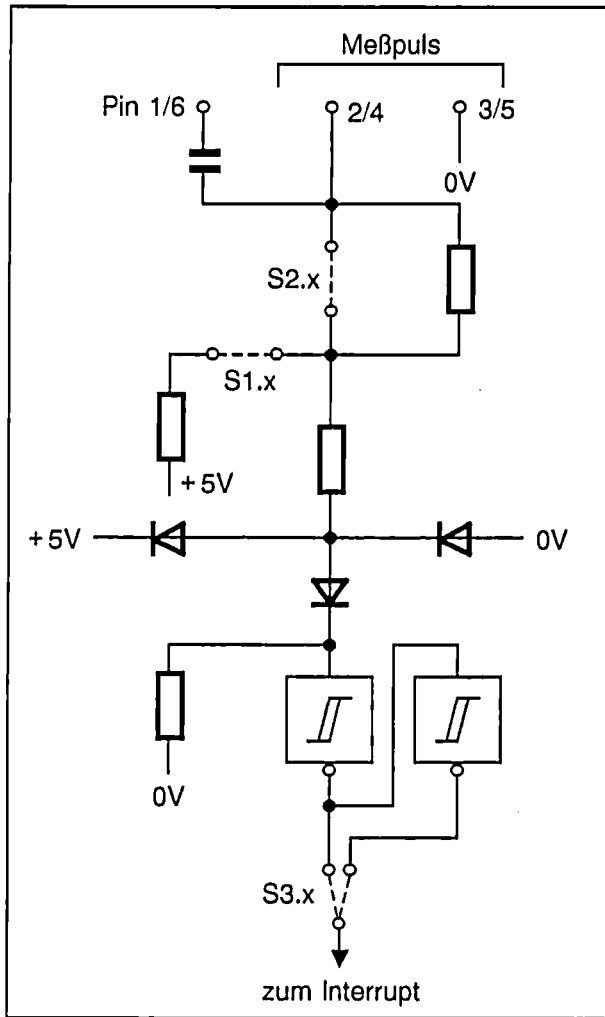 Meßpuls
Pin 1/6
2/4
3/5
0V
S2.x
S1.x
+5V
+5V
0V
0V
S3.x
zum Interrupt